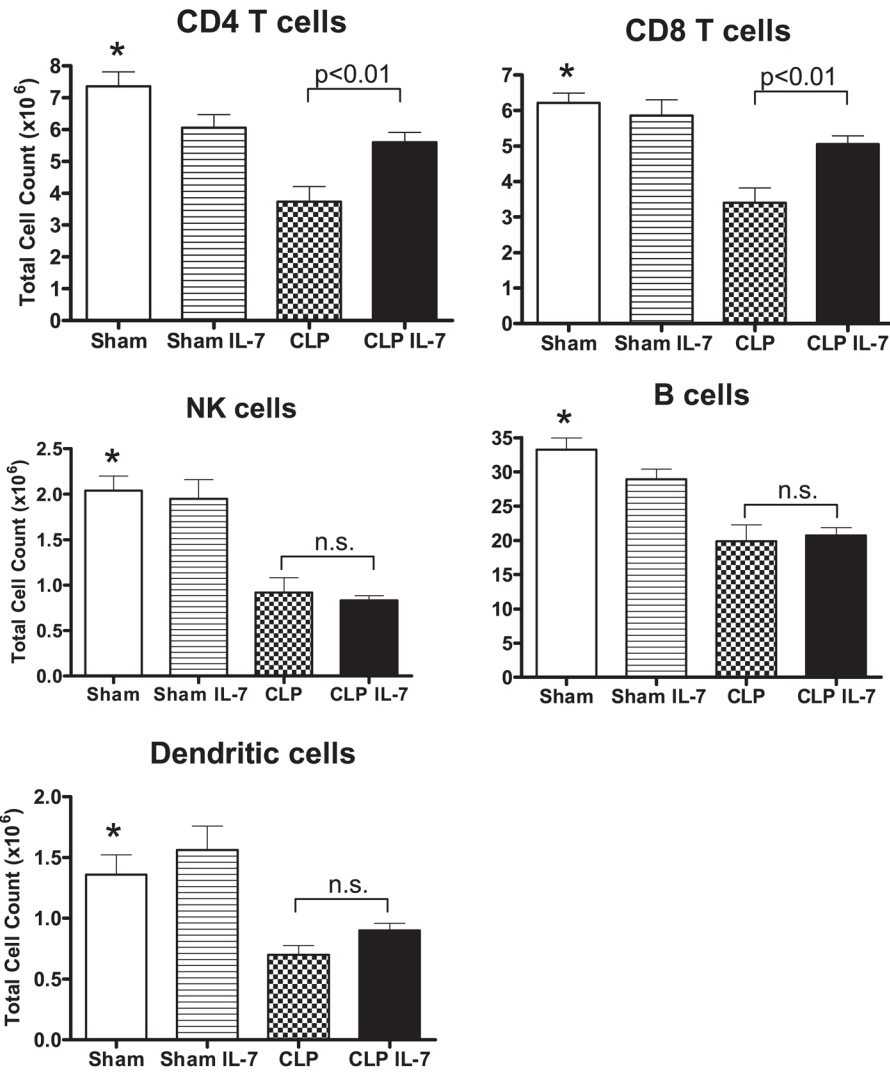 CD4 T cells
*
p<0.01
Total Cell Count (x10⁶)
8
7
6
5
4
3
2
1
0
Sham Sham IL-7 CLP CLP IL-7
CD8 T cells
*
p<0.01
7
6
5
4
3
2
1
0
Sham Sham IL-7 CLP CLP IL-7
NK cells
*
n.s.
Total Cell Count (x10⁶)
2.5
2.0
1.5
1.0
0.5
0.0
Sham Sham IL-7 CLP CLP IL-7
B cells
*
n.s.
35
30
25
20
15
10
5
0
Sham Sham IL-7 CLP CLP IL-7
Dendritic cells
*
n.s.
Total Cell Count (x10⁶)
2.0
1.5
1.0
0.5
0.0
Sham Sham IL-7 CLP CLP IL-7